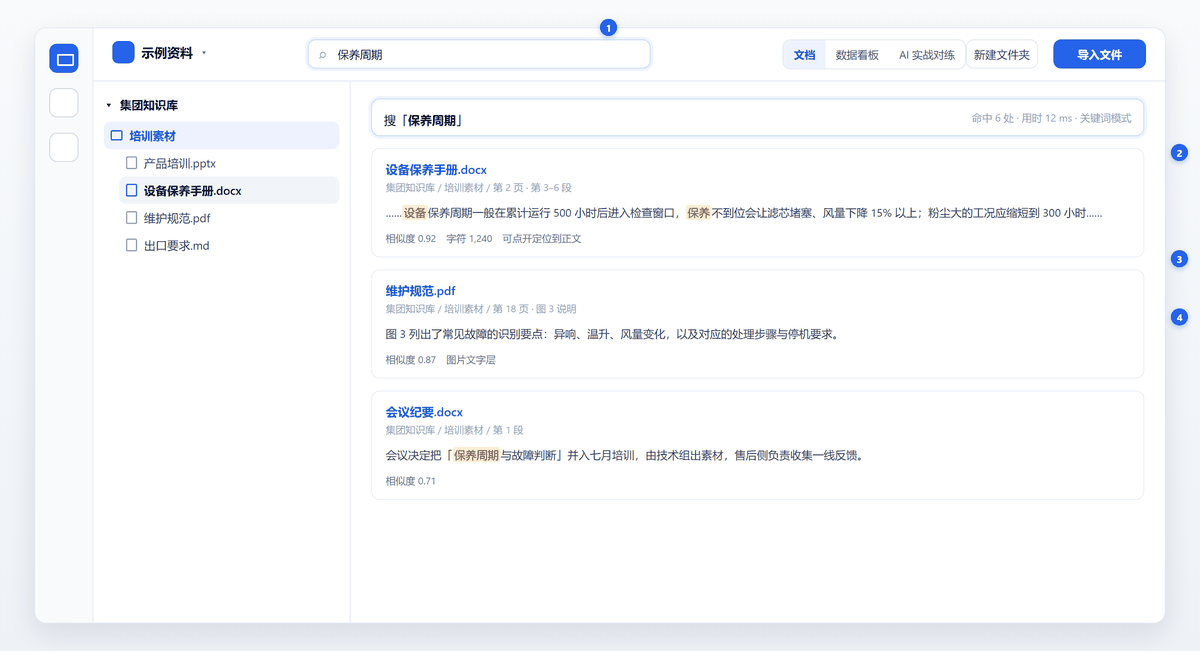 1
示例资料
保养周期
文档 数据看板 AI 实战对练 新建文件夹 导入文件
集团知识库
培训素材
产品培训.pptx
设备保养手册.docx
维护规范.pdf
出口要求.md
搜「保养周期」
命中 6 处 · 用时 12 ms · 关键词模式
2
设备保养手册.docx
集团知识库 / 培训素材 / 第 2 页 · 第 3–6 段
……设备保养周期一般在累计运行 500 小时后进入检查窗口，保养不到位会让滤芯堵塞、风量下降 15% 以上；粉尘大的工况应缩短到 300 小时……
相似度 0.92 字符 1,240 可点开定位到正文
3
维护规范.pdf
集团知识库 / 培训素材 / 第 18 页 · 图 3 说明
4
图 3 列出了常见故障的识别要点：异响、温升、风量变化，以及对应的处理步骤与停机要求。
相似度 0.87 图片文字层
会议纪要.docx
集团知识库 / 培训素材 / 第 1 段
会议决定把「保养周期与故障判断」并入七月培训，由技术组出素材，售后侧负责收集一线反馈。
相似度 0.71